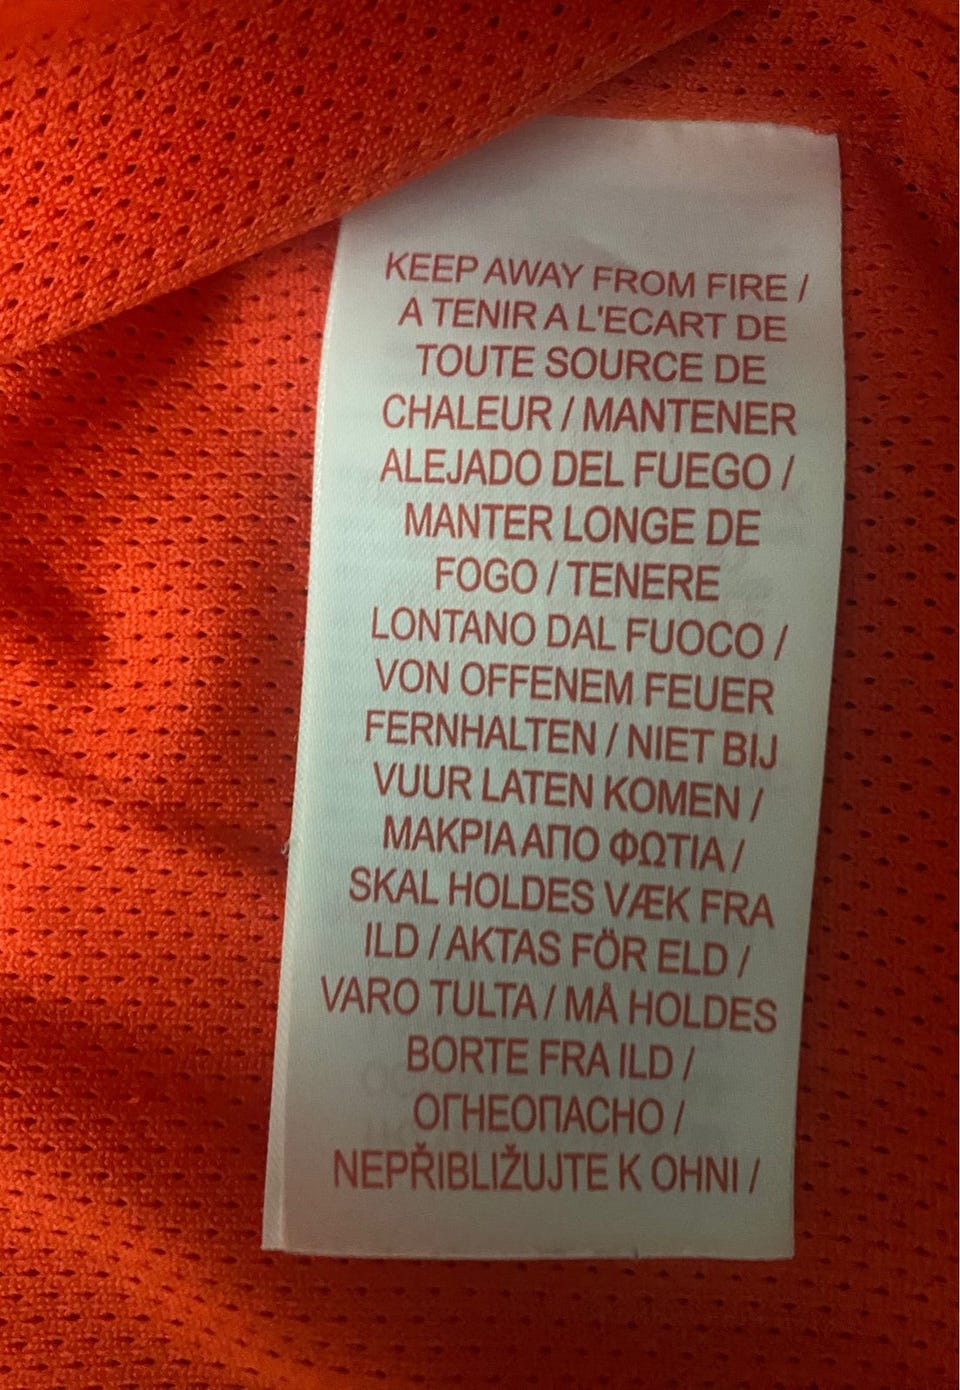 KEEP AWAY FROM FIRE /
A TENIR A L'ECART DE
TOUTE SOURCE DE
CHALEUR / MANTENER
ALEJADO DEL FUEGO /
MANTER LONGE DE
FOGO / TENERE
LONTANO DAL FUOCO /
VON OFFENEM FEUER
FERNHALTEN / NIET BIJ
VUUR LATEN KOMEN /
ΜΑΚΡΙΑ ΑΠΟ ΦΩΤΙΑ /
SKAL HOLDES VÆK FRA
ILD / AKTAS FÖR ELD /
VARO TULTA / MÅ HOLDES
BORTE FRA ILD /
ОГНЕОПАСНО /
NEPŘIBLIŽUJTE K OHNI /